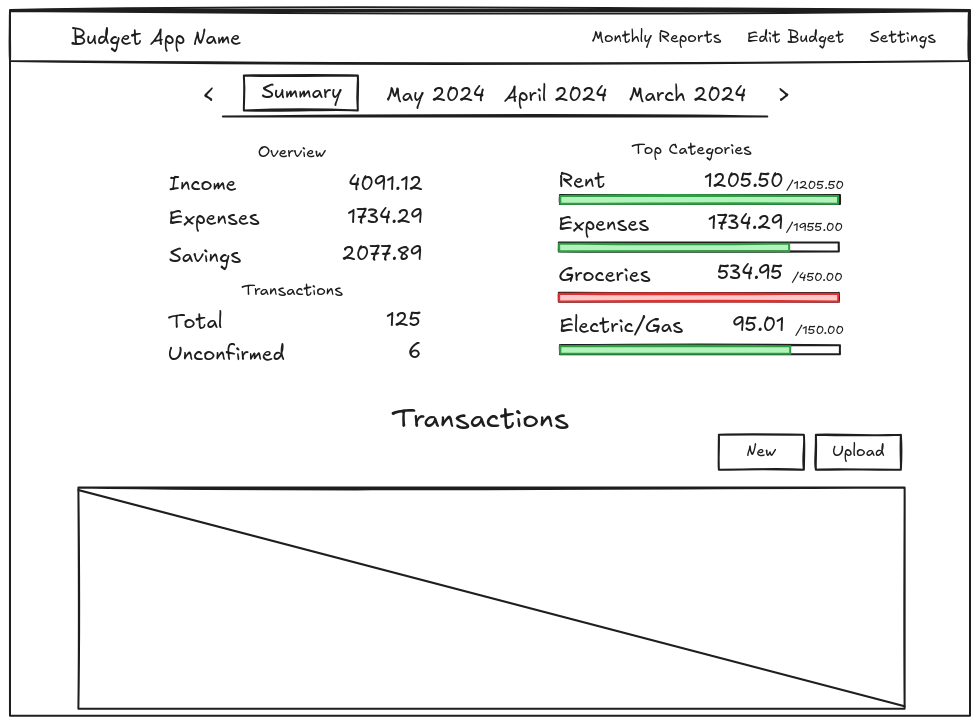 Budget App Name Monthly Reports Edit Budget Settings
< Summary May 2024 April 2024 March 2024 >
Overview
Income 4091.12
Expenses 1734.29
Savings 2077.89
Transactions
Total 125
Unconfirmed 6
Top Categories
Rent 1205.50 /1205.50
Expenses 1734.29 /1955.00
Groceries 534.95 /450.00
Electric/Gas 95.01 /150.00
Transactions
New Upload